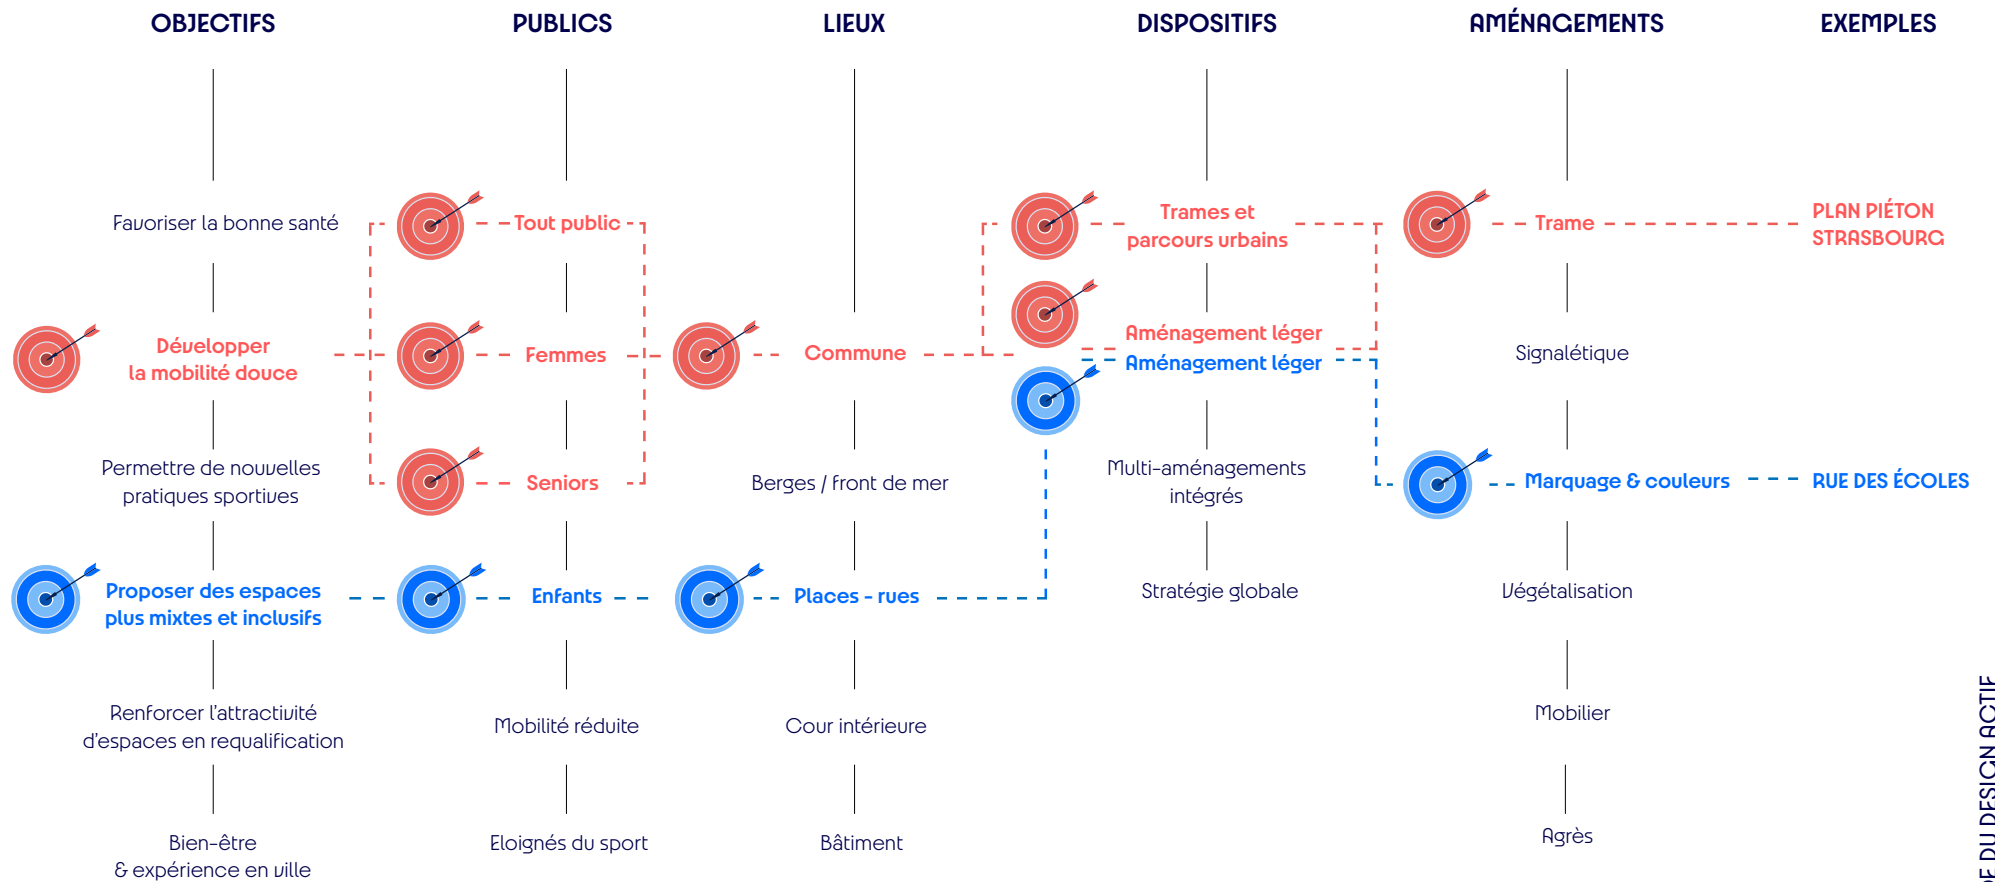 OBJECTIFS
PUBLICS
LIEUX
DISPOSITIFS
AMÉNAGEMENTS
EXEMPLES
Favoriser la bonne santé
Développer
la mobilité douce
Permettre de nouvelles
pratiques sportives
Proposer des espaces
plus mixtes et inclusifs
Renforcer l'attractivité
d'espaces en requalification
Bien-être
& expérience en ville
Tout public
Femmes
Seniors
Enfants
Mobilité réduite
Eloignés du sport
Commune
Berges / front de mer
Places - rues
Cour intérieure
Bâtiment
Trames et
parcours urbains
Aménagement léger
Aménagement léger
Multi-aménagements
intégrés
Stratégie globale
Trame
Signalétique
Marquage & couleurs
Végétalisation
Mobilier
Agrès
PLAN PIÉTON
STRASBOURG
RUE DES ÉCOLES
DU DESIGN ACTIF